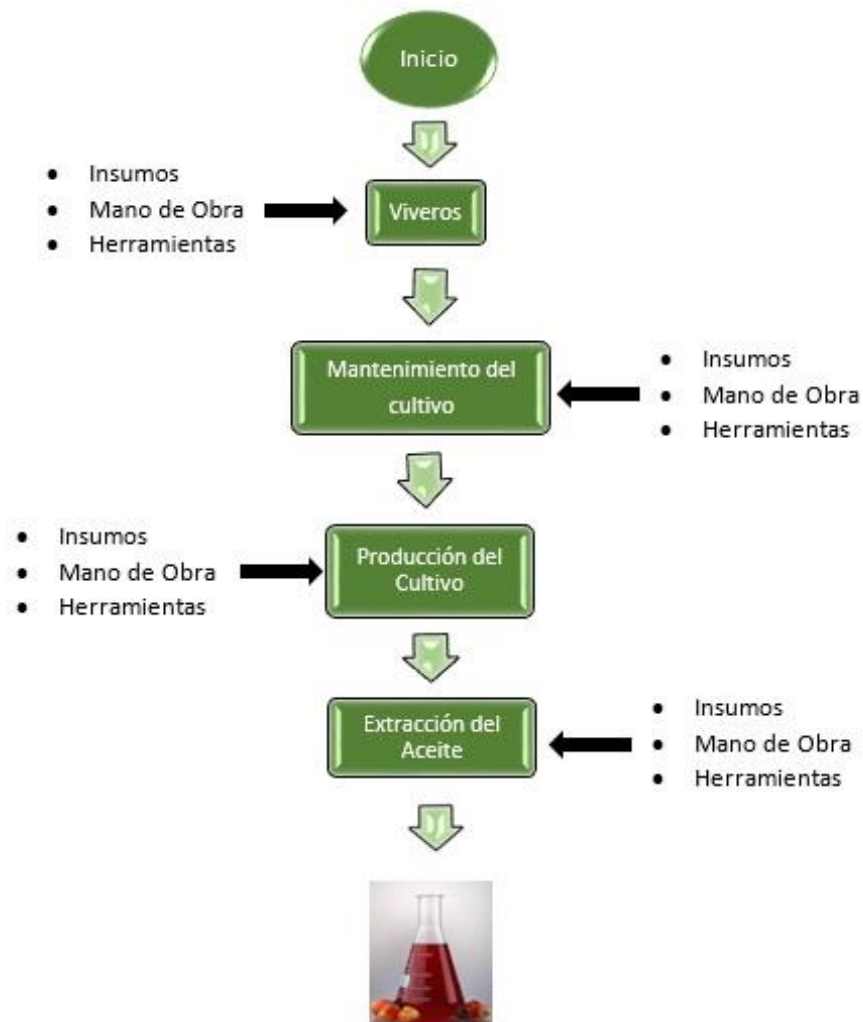 Inicio
• Insumos
• Mano de Obra
• Herramientas
Viveros
Mantenimiento del
cultivo
• Insumos
• Mano de Obra
• Herramientas
• Insumos
• Mano de Obra
• Herramientas
Producción del
Cultivo
Extracción del
Aceite
• Insumos
• Mano de Obra
• Herramientas